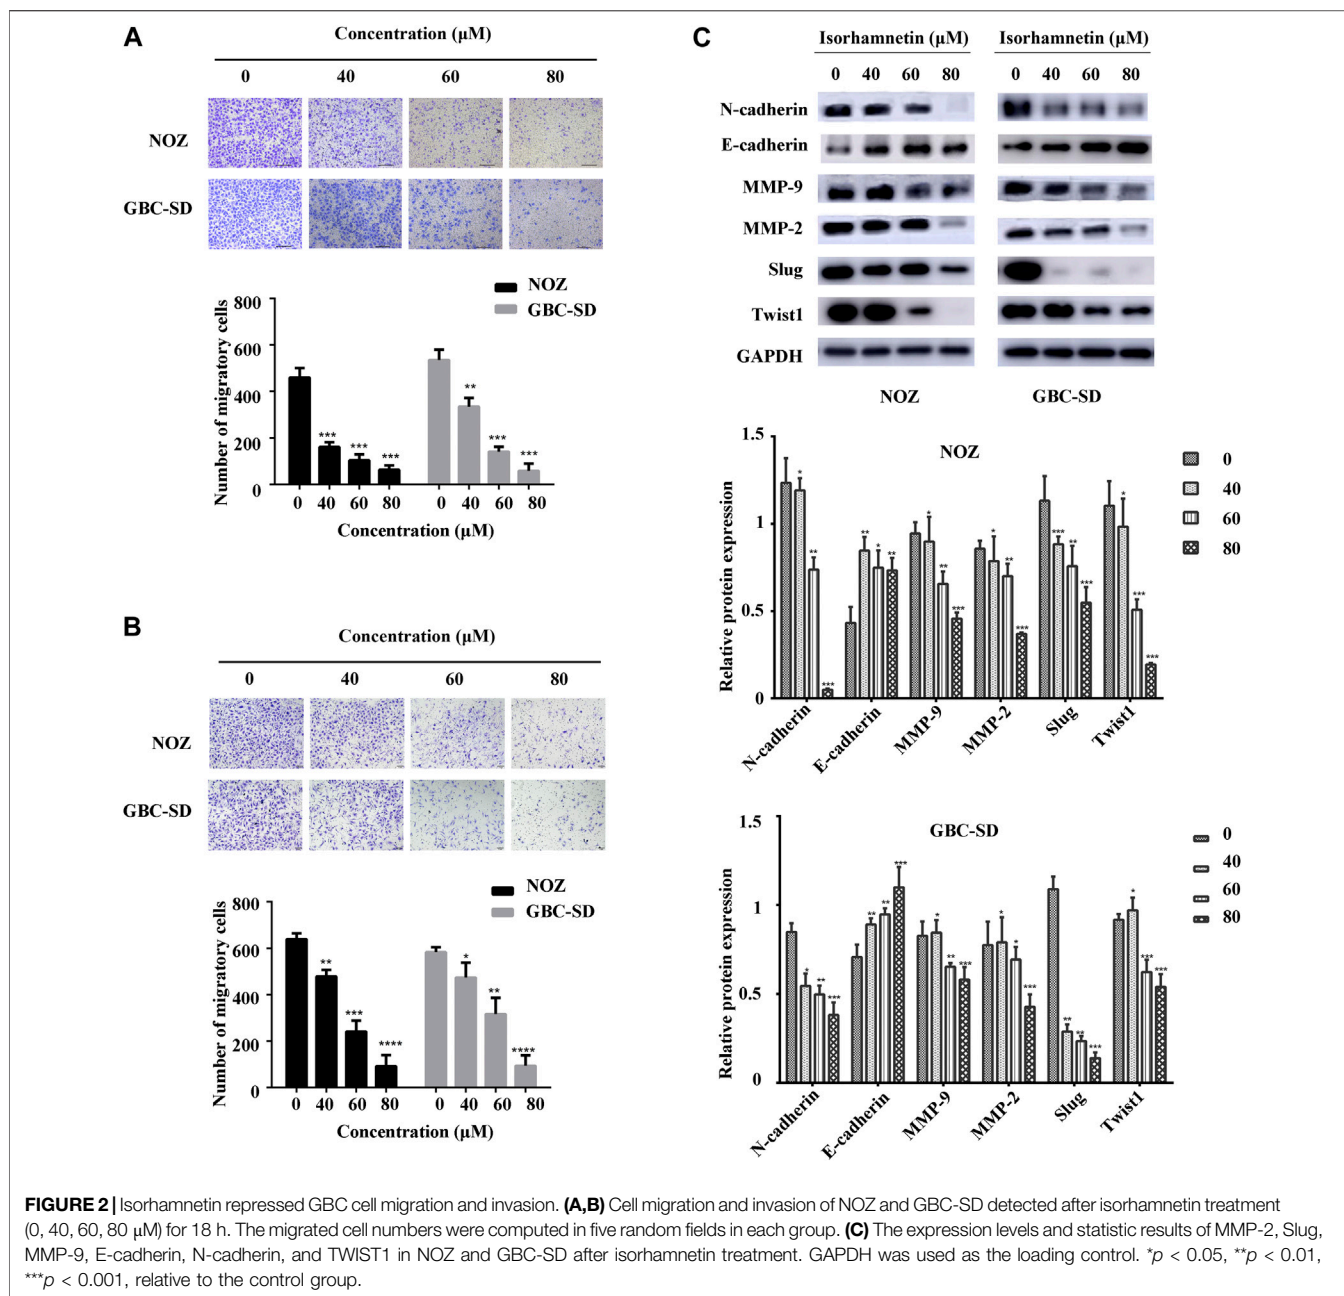 A
Concentration (μM)
0 40 60 80
NOZ
GBC-SD
NOZ
GBC-SD
Number of migratory cells
800
600
400
200
0
** 
*** *** *** *** ***
0 40 60 80 0 40 60 80
Concentration (μM)
B
Concentration (μM)
0 40 60 80
NOZ
GBC-SD
NOZ
GBC-SD
Number of migratory cells
800
600
400
200
0
** *** **** * ** ****
0 40 60 80 0 40 60 80
Concentration (μM)
C
Isorhamnetin (μM) Isorhamnetin (μM)
0 40 60 80 0 40 60 80
N-cadherin
E-cadherin
MMP-9
MMP-2
Slug
Twist1
GAPDH
NOZ GBC-SD
NOZ
Relative protein expression
1.5
1
0.5
0
* ** *** ** * ** * ** *** * ** *** *** ** *** * *** ***
N-cadherin E-cadherin MMP-9 MMP-2 Slug Twist1
0
40
60
80
GBC-SD
Relative protein expression
1.5
1
0.5
0
* ** *** ** ** *** * ** *** * * *** ** ** *** * *** ***
N-cadherin E-cadherin MMP-9 MMP-2 Slug Twist1
0
40
60
80
FIGURE 2 | Isorhamnetin repressed GBC cell migration and invasion. (A,B) Cell migration and invasion of NOZ and GBC-SD detected after isorhamnetin treatment
(0, 40, 60, 80 μM) for 18 h. The migrated cell numbers were computed in five random fields in each group. (C) The expression levels and statistic results of MMP-2, Slug,
MMP-9, E-cadherin, N-cadherin, and TWIST1 in NOZ and GBC-SD after isorhamnetin treatment. GAPDH was used as the loading control. *p < 0.05, **p < 0.01,
***p < 0.001, relative to the control group.